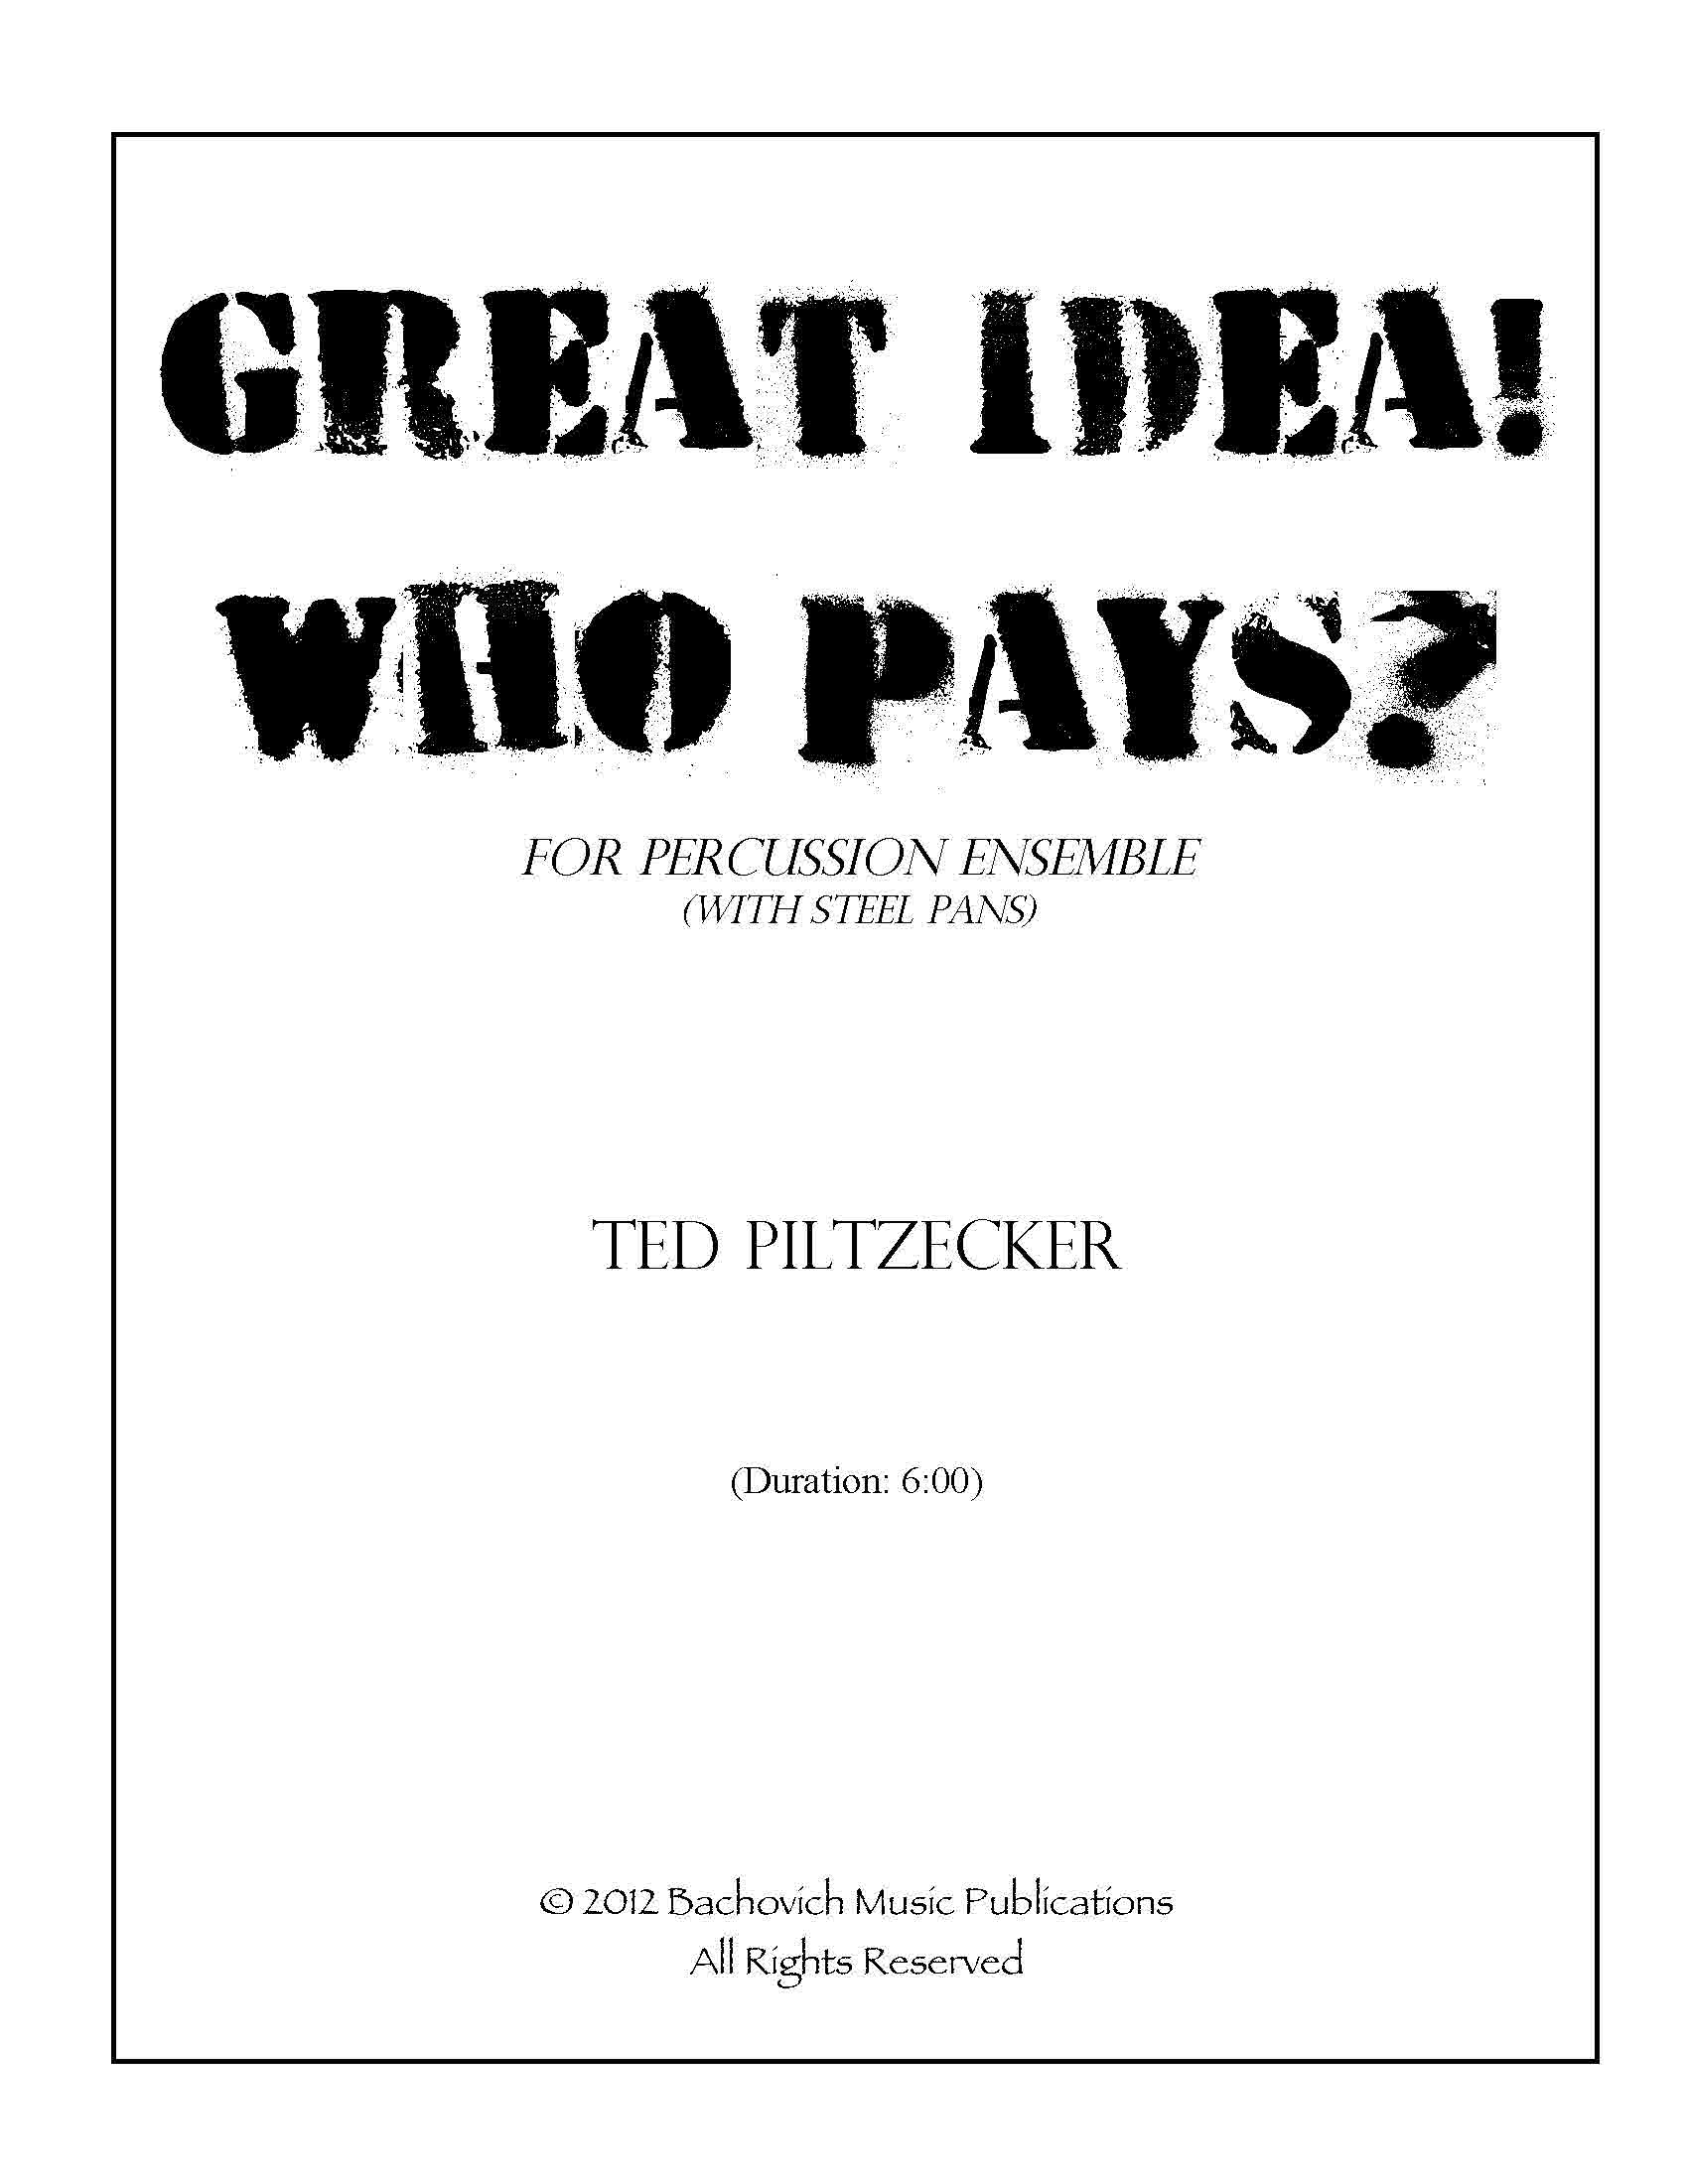 GREAT IDEA!
WHO PAYS?
FOR PERCUSSION ENSEMBLE
(WITH STEEL PANS)
TED PILTZECKER
(Duration: 6:00)
© 2012 Bachovich Music Publications
All Rights Reserved